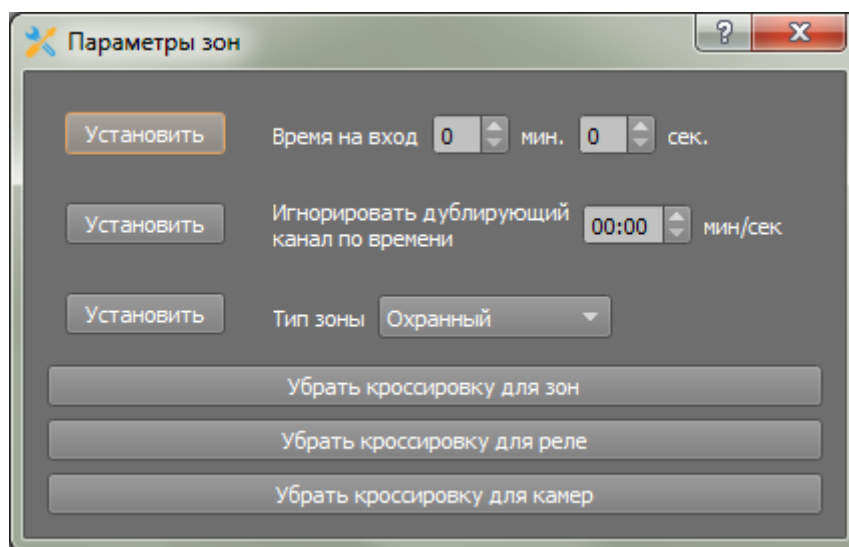 Параметры зон
Установить Время на вход 0 мин. 0 сек.
Установить Игнорировать дублирующий
канал по времени 00:00 мин/сек
Установить Тип зоны Охранный
Убрать кроссировку для зон
Убрать кроссировку для реле
Убрать кроссировку для камер